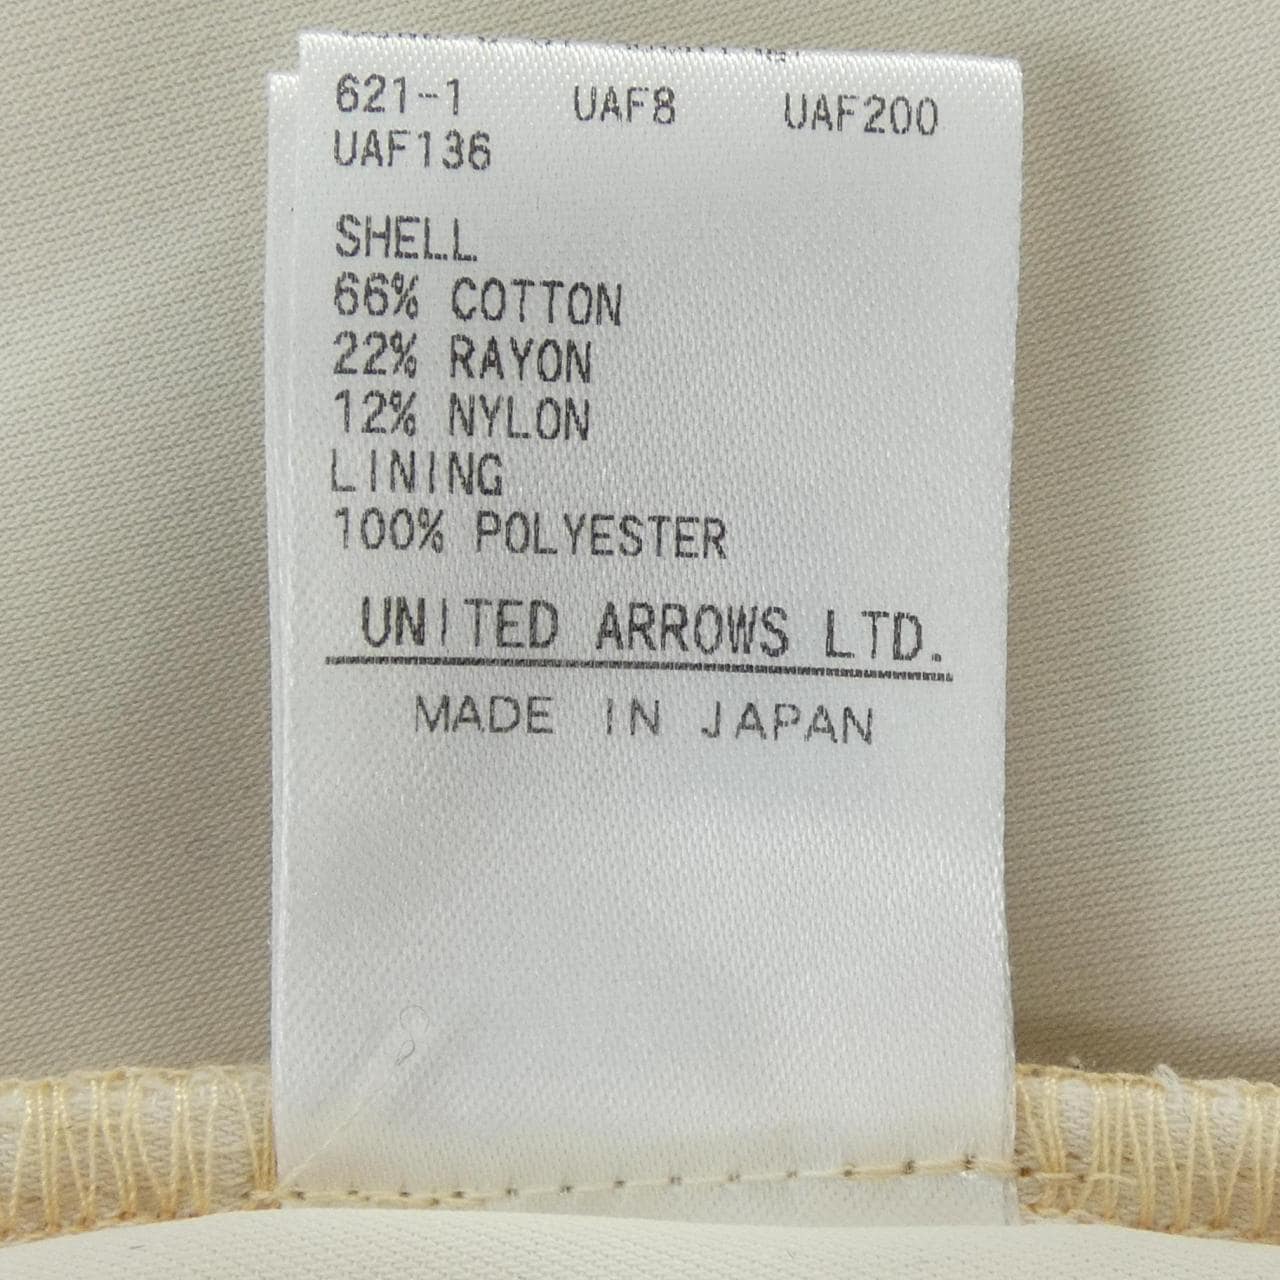 621-1 UAF8 UAF200
UAF136
SHELL
66% COTTON
22% RAYON
12% NYLON
LINING
100% POLYESTER
UNITED ARROWS LTD.
MADE IN JAPAN